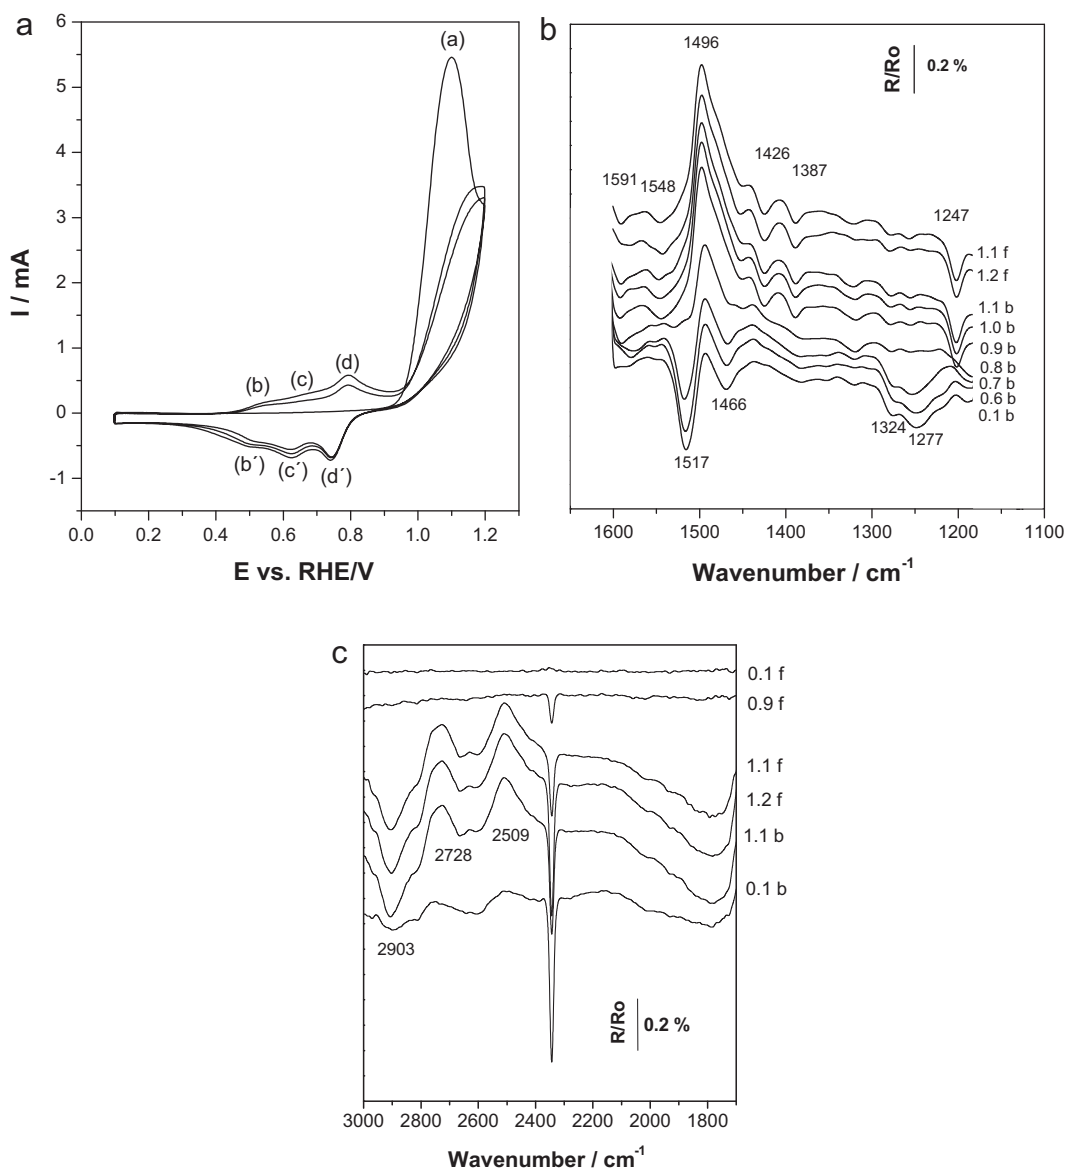 a
6
5
4
3
2
1
0
-1
I / mA
(a)
(b) (c) (d)
(b´) (c´) (d´)
0.0 0.2 0.4 0.6 0.8 1.0 1.2
E vs. RHE/V
b
1496
R/Ro 0.2 %
1591 1548 1426 1387 1247
1.1 f
1.2 f
1.1 b
1.0 b
0.9 b
0.8 b
0.7 b
0.6 b
0.1 b
1466
1517
1324
1277
1600 1500 1400 1300 1200 1100
Wavenumber / cm-1
c
0.1 f
0.9 f
1.1 f
1.2 f
1.1 b
0.1 b
2728 2509
2903
R/Ro 0.2 %
3000 2800 2600 2400 2200 2000 1800
Wavenumber / cm-1